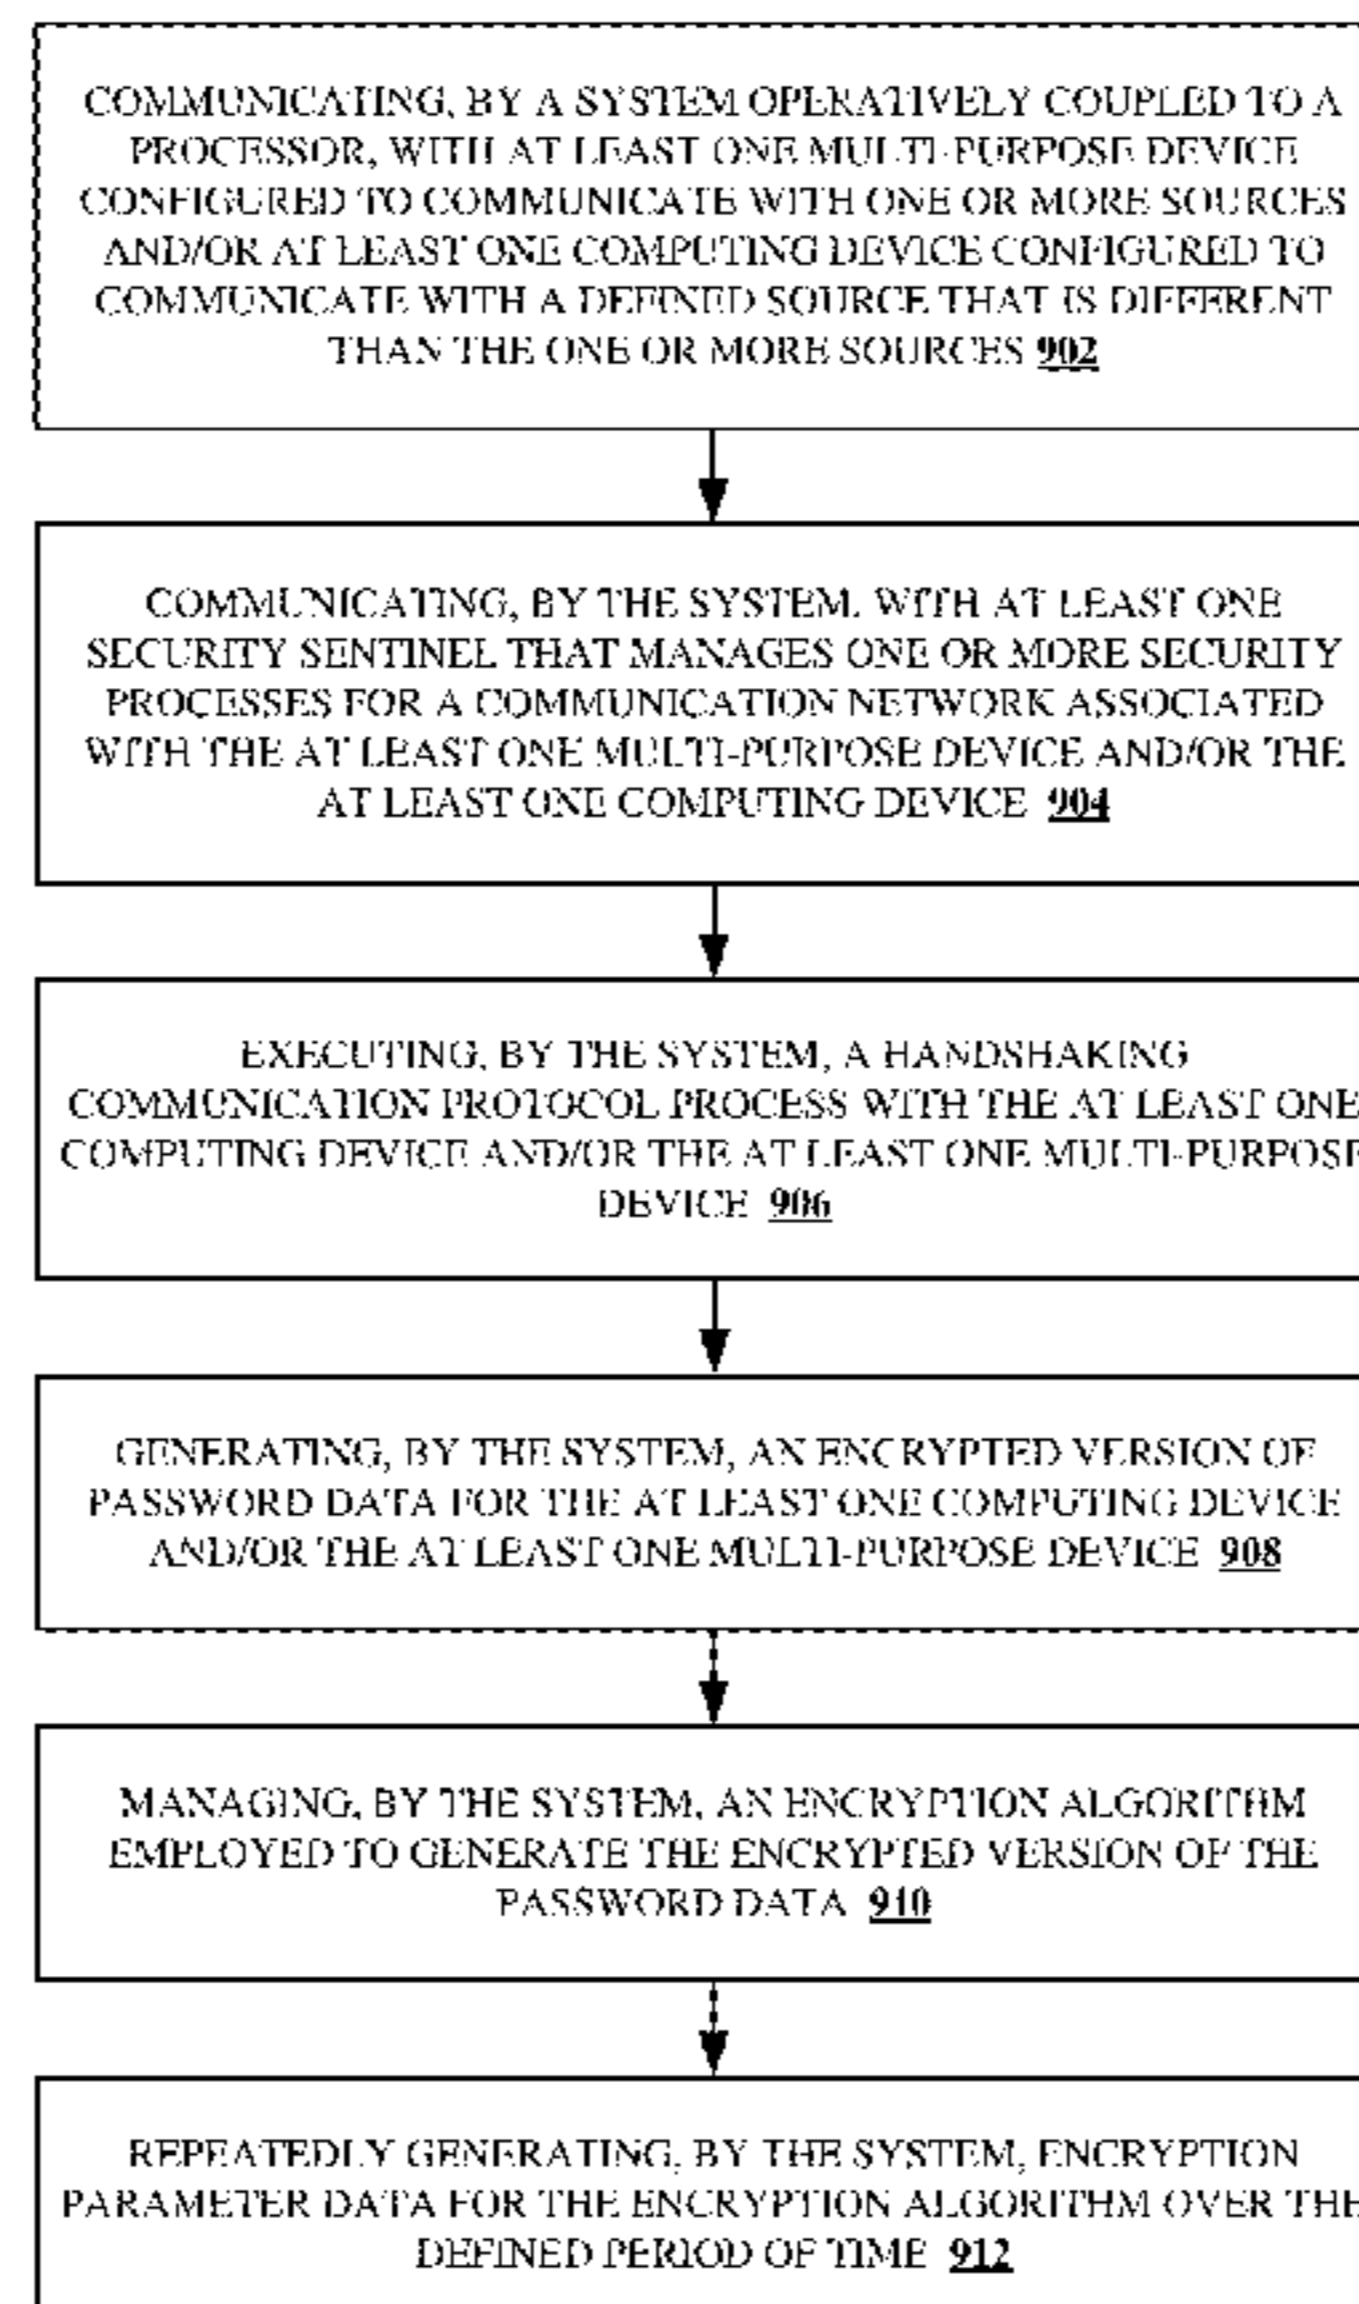 COMMUNICATING, BY A SYSTEM OPERATIVELY COUPLED TO A
PROCESSOR, WITH AT LEAST ONE MULTI-PURPOSE DEVICE
CONFIGURED TO COMMUNICATE WITH ONE OR MORE SOURCES
AND/OR AT LEAST ONE COMPUTING DEVICE CONFIGURED TO
COMMUNICATE WITH A DEFINED SOURCE THAT IS DIFFERENT
THAN THE ONE OR MORE SOURCES 902
COMMUNICATING, BY THE SYSTEM, WITH AT LEAST ONE
SECURITY SENTINEL THAT MANAGES ONE OR MORE SECURITY
PROCESSES FOR A COMMUNICATION NETWORK ASSOCIATED
WITH THE AT LEAST ONE MULTI-PURPOSE DEVICE AND/OR THE
AT LEAST ONE COMPUTING DEVICE 904
EXECUTING, BY THE SYSTEM, A HANDSHAKING
COMMUNICATION PROTOCOL PROCESS WITH THE AT LEAST ONE
COMPUTING DEVICE AND/OR THE AT LEAST ONE MULTI-PURPOSE
DEVICE 906
GENERATING, BY THE SYSTEM, AN ENCRYPTED VERSION OF
PASSWORD DATA FOR THE AT LEAST ONE COMPUTING DEVICE
AND/OR THE AT LEAST ONE MULTI-PURPOSE DEVICE 908
MANAGING, BY THE SYSTEM, AN ENCRYPTION ALGORITHM
EMPLOYED TO GENERATE THE ENCRYPTED VERSION OF THE
PASSWORD DATA 910
REPEATEDLY GENERATING, BY THE SYSTEM, ENCRYPTION
PARAMETER DATA FOR THE ENCRYPTION ALGORITHM OVER THE
DEFINED PERIOD OF TIME 912